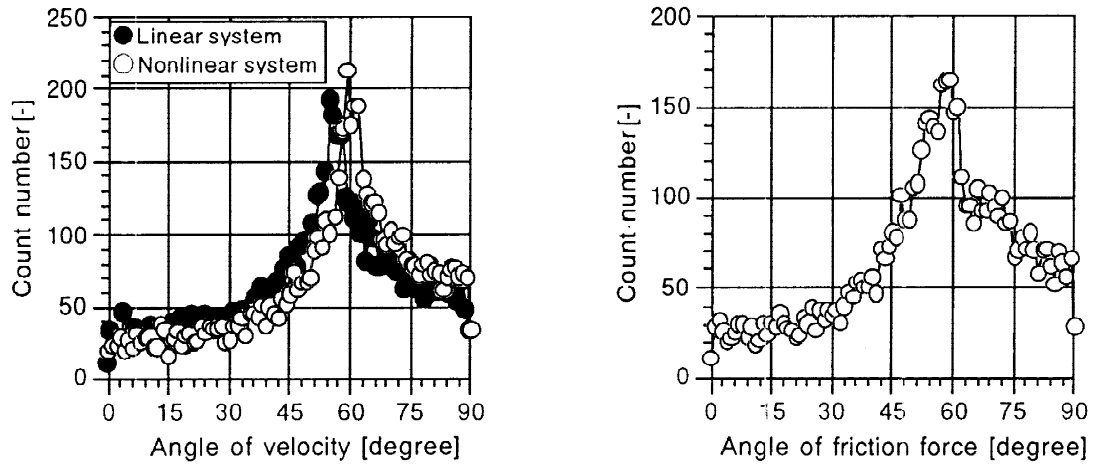 250
200
150
100
50
0
Count number [-]
Linear system
Nonlinear system
0 15 30 45 60 75 90
Angle of velocity [degree]
200
150
100
50
0
Count number [-]
0 15 30 45 60 75 90
Angle of friction force [degree]